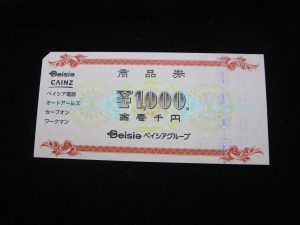 商品券
Beisia
CAINZ
ベイシア電器
オートアールズ
セーブオン
ワークマン
¥1,000.
金壱千円
Beisia ベイシアグループ